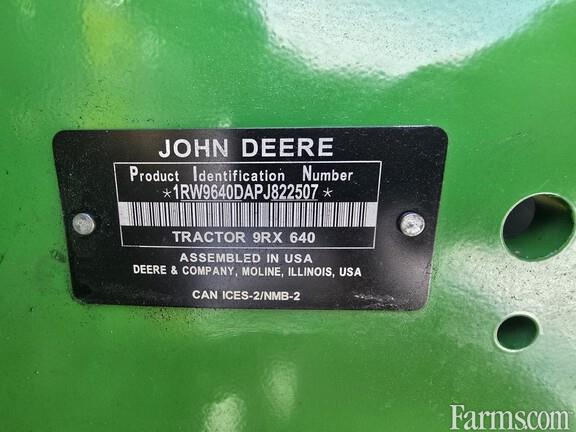 JOHN DEERE
Product Identification Number
*1RW9640DAPJ822507*
TRACTOR 9RX 640
ASSEMBLED IN USA
DEERE & COMPANY, MOLINE, ILLINOIS, USA
CAN ICES-2/NMB-2
Farms.com